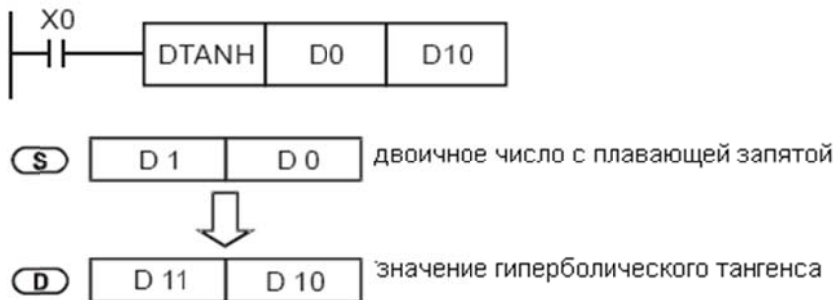 X0
DTANH D0 D10
S D 1 D 0 двоичное число с плавающей запятой
D D 11 D 10 значение гиперболического тангенса